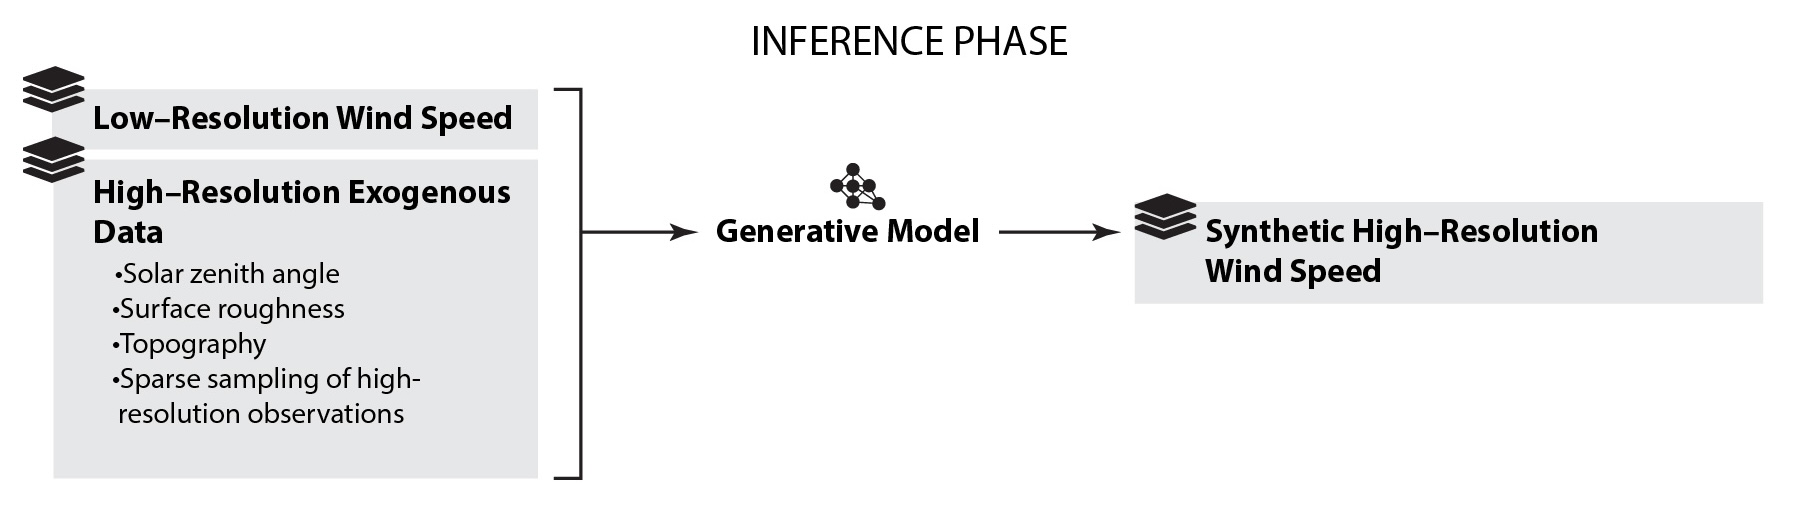 INFERENCE PHASE
Low–Resolution Wind Speed
High–Resolution Exogenous
Data
•Solar zenith angle
•Surface roughness
•Topography
•Sparse sampling of high-
resolution observations
Generative Model
Synthetic High–Resolution
Wind Speed